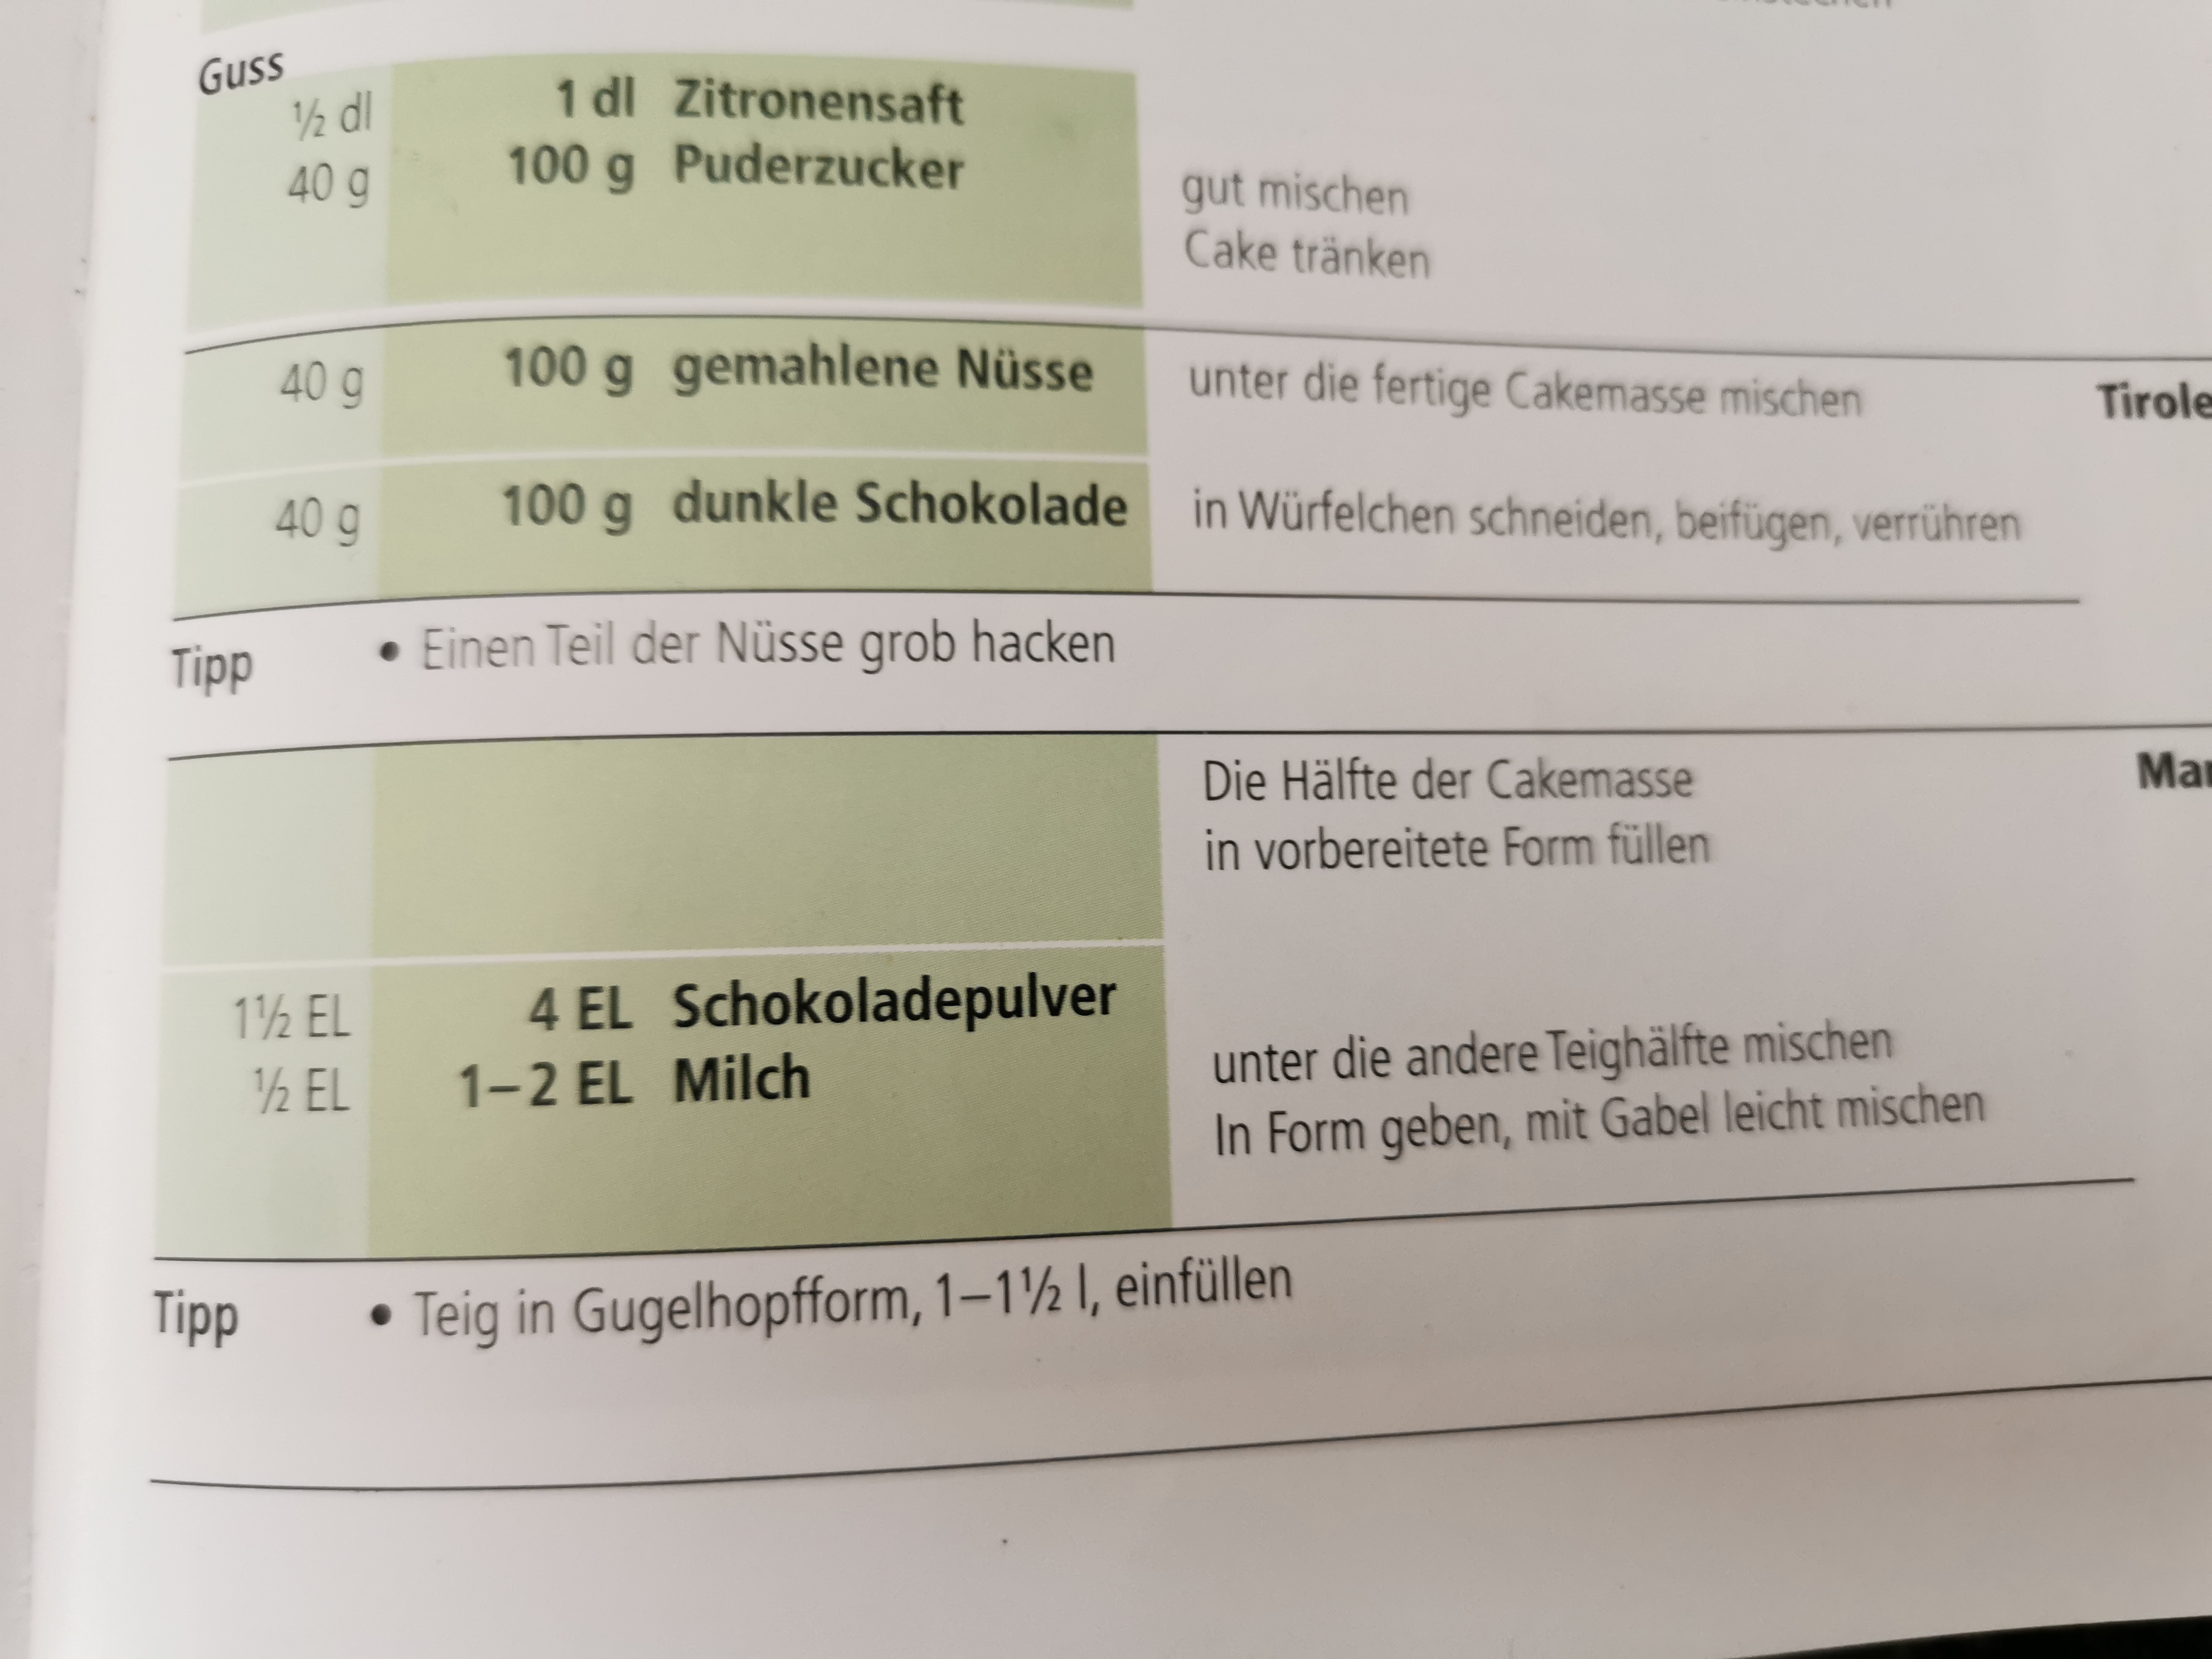 Guss
½ dl 1 dl Zitronensaft
40 g 100 g Puderzucker gut mischen
Cake tränken
40 g 100 g gemahlene Nüsse unter die fertige Cakemasse mischen Tirole
40 g 100 g dunkle Schokolade in Würfelchen schneiden, beifügen, verrühren
Tipp • Einen Teil der Nüsse grob hacken
Die Hälfte der Cakemasse
in vorbereitete Form füllen
1½ EL 4 EL Schokoladepulver
½ EL 1–2 EL Milch unter die andere Teighälfte mischen
In Form geben, mit Gabel leicht mischen
Tipp • Teig in Gugelhopfform, 1–1½ l, einfüllen